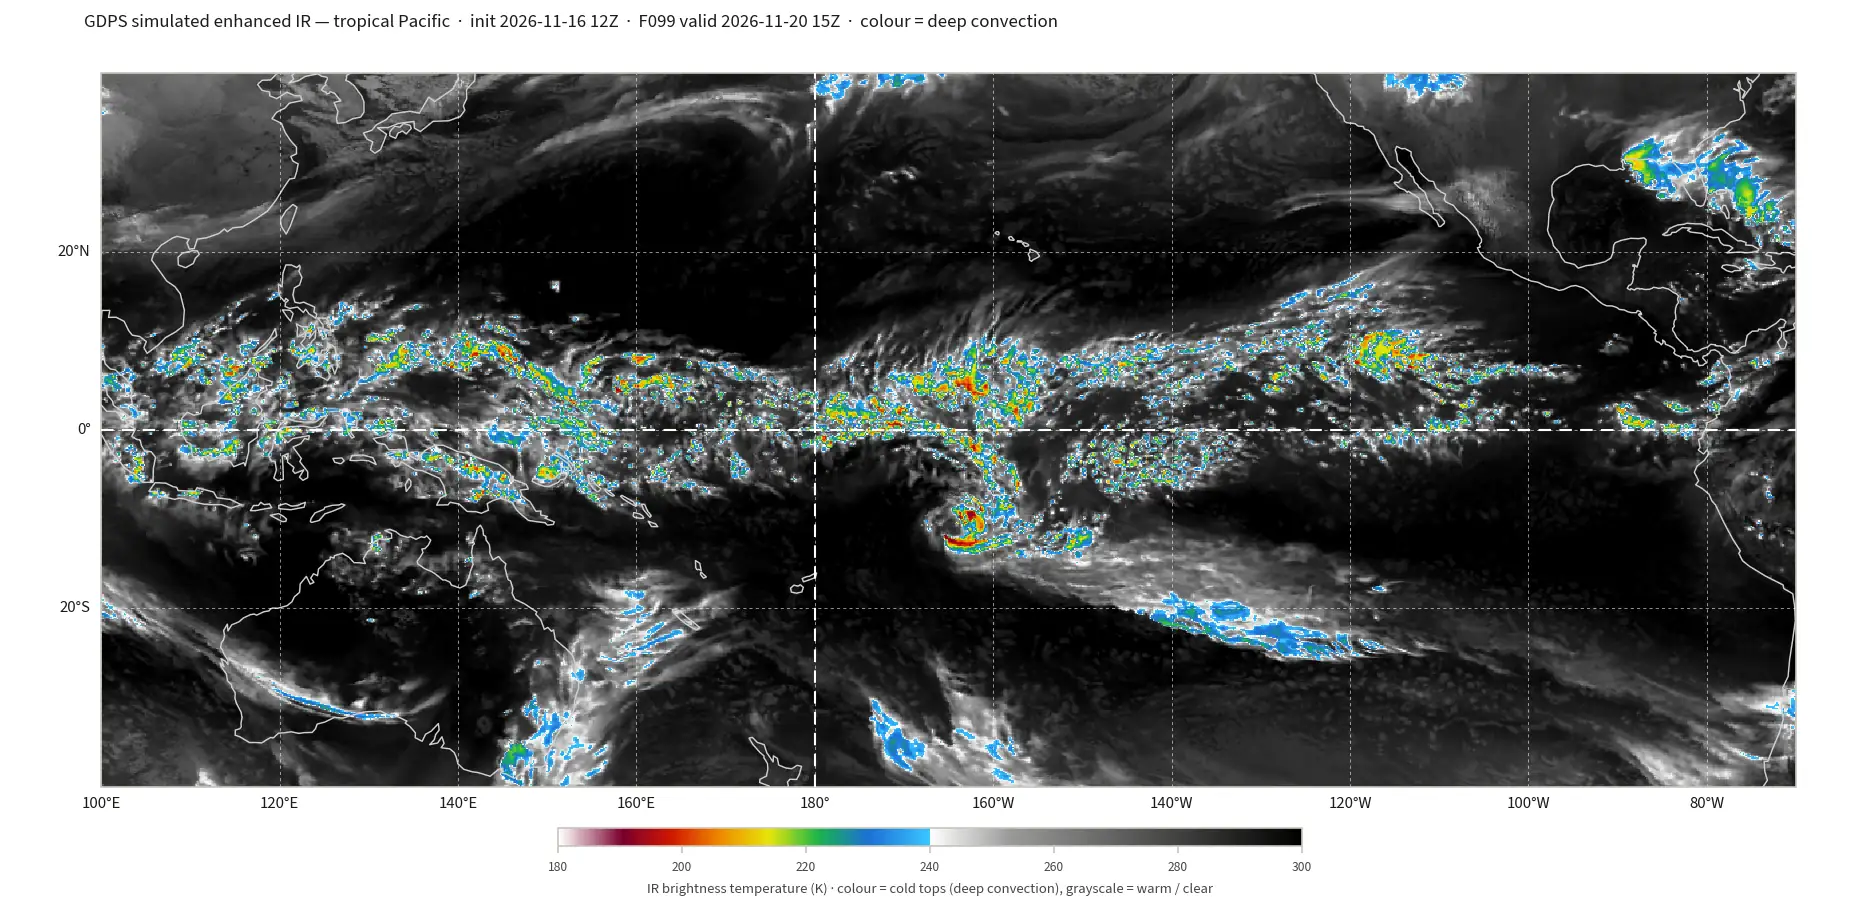 GDPS simulated enhanced IR — tropical Pacific · init 2026-11-16 12Z · F099 valid 2026-11-20 15Z · colour = deep convection
20°N
0°
20°S
100°E 120°E 140°E 160°E 180° 160°W 140°W 120°W 100°W 80°W
180 200 220 240 260 280 300
IR brightness temperature (K) · colour = cold tops (deep convection), grayscale = warm / clear